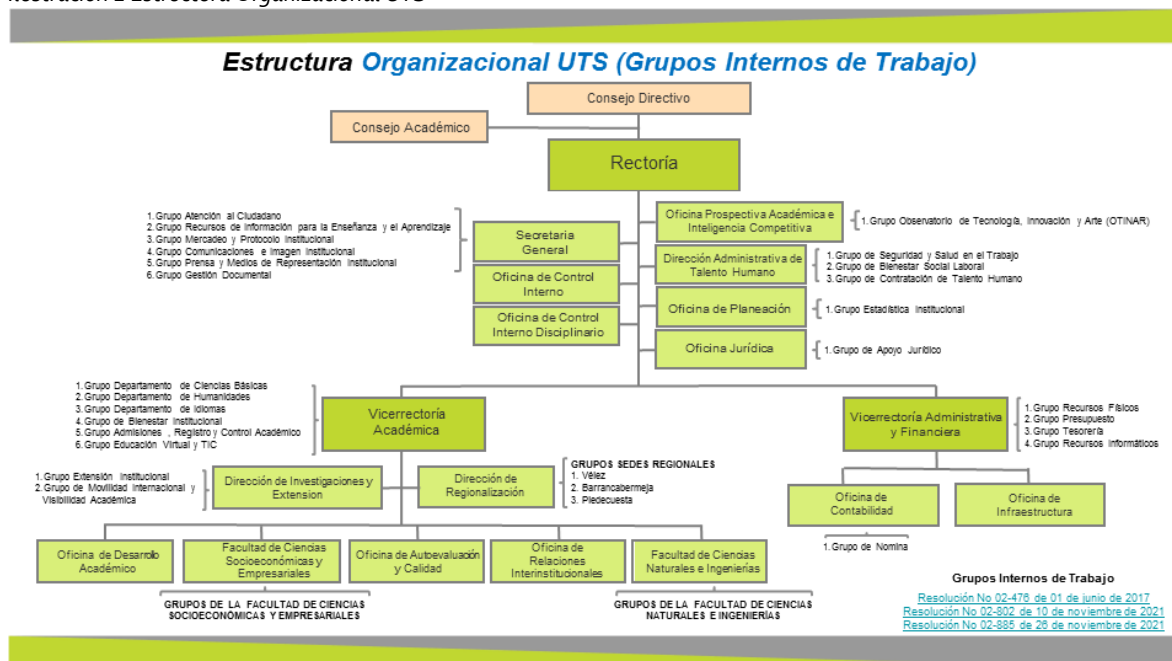 Estructura Organizacional UTS (Grupos Internos de Trabajo)
Consejo Directivo
Consejo Académico
Rectoría
1.Grupo Atención al Ciudadano
2.Grupo Recursos de Información para la Enseñanza y el Aprendizaje
3.Grupo Mercadeo y Protocolo Institucional
4.Grupo Comunicaciones e Imagen Institucional
5.Grupo Prensa y Medios de Representación Institucional
6.Grupo Gestión Documental
Secretaria
General
Oficina de Control
Interno
Oficina de Control
Interno Disciplinario
Oficina Prospectiva Académica e
Inteligencia Competitiva
1.Grupo Observatorio de Tecnología, Innovación y Arte (OTINAR)
Dirección Administrativa de
Talento Humano
1.Grupo de Seguridad y Salud en el Trabajo
2.Grupo de Bienestar Social Laboral
3.Grupo de Contratación de Talento Humano
Oficina de Planeación
1.Grupo Estadística Institucional
Oficina Jurídica
1.Grupo de Apoyo Jurídico
1.Grupo Departamento de Ciencias Básicas
2.Grupo Departamento de Humanidades
3.Grupo Departamento de Idiomas
4.Grupo de Bienestar Institucional
5.Grupo Admisiones , Registro y Control Académico
6.Grupo Educación Virtual y TIC
Vicerrectoría
Académica
Vicerrectoría Administrativa
y Financiera
1.Grupo Recursos Físicos
2.Grupo Presupuesto
3.Grupo Tesorería
4.Grupo Recursos Informáticos
1.Grupo Extensión Institucional
2.Grupo de Movilidad Internacional y
Visibilidad Académica
Dirección de Investigaciones y
Extension
Dirección de
Regionalización
GRUPOS SEDES REGIONALES
1. Vélez
2. Barrancabermeja
3. Piedecuesta
Oficina de
Contabilidad
Oficina de
Infraestructura
1.Grupo de Nomina
Oficina de Desarrollo
Académico
Facultad de Ciencias
Socioeconómicas y
Empresariales
Oficina de Autoevaluación
y Calidad
Oficina de
Relaciones
Interinstitucionales
Facultad de Ciencias
Naturales e Ingenierías
GRUPOS DE LA FACULTAD DE CIENCIAS
SOCIOECONÓMICAS Y EMPRESARIALES
GRUPOS DE LA FACULTAD DE CIENCIAS
NATURALES E INGENIERÍAS
Grupos Internos de Trabajo
Resolución No 02-476 de 01 de junio de 2017
Resolución No 02-802 de 10 de noviembre de 2021
Resolución No 02-885 de 26 de noviembre de 2021